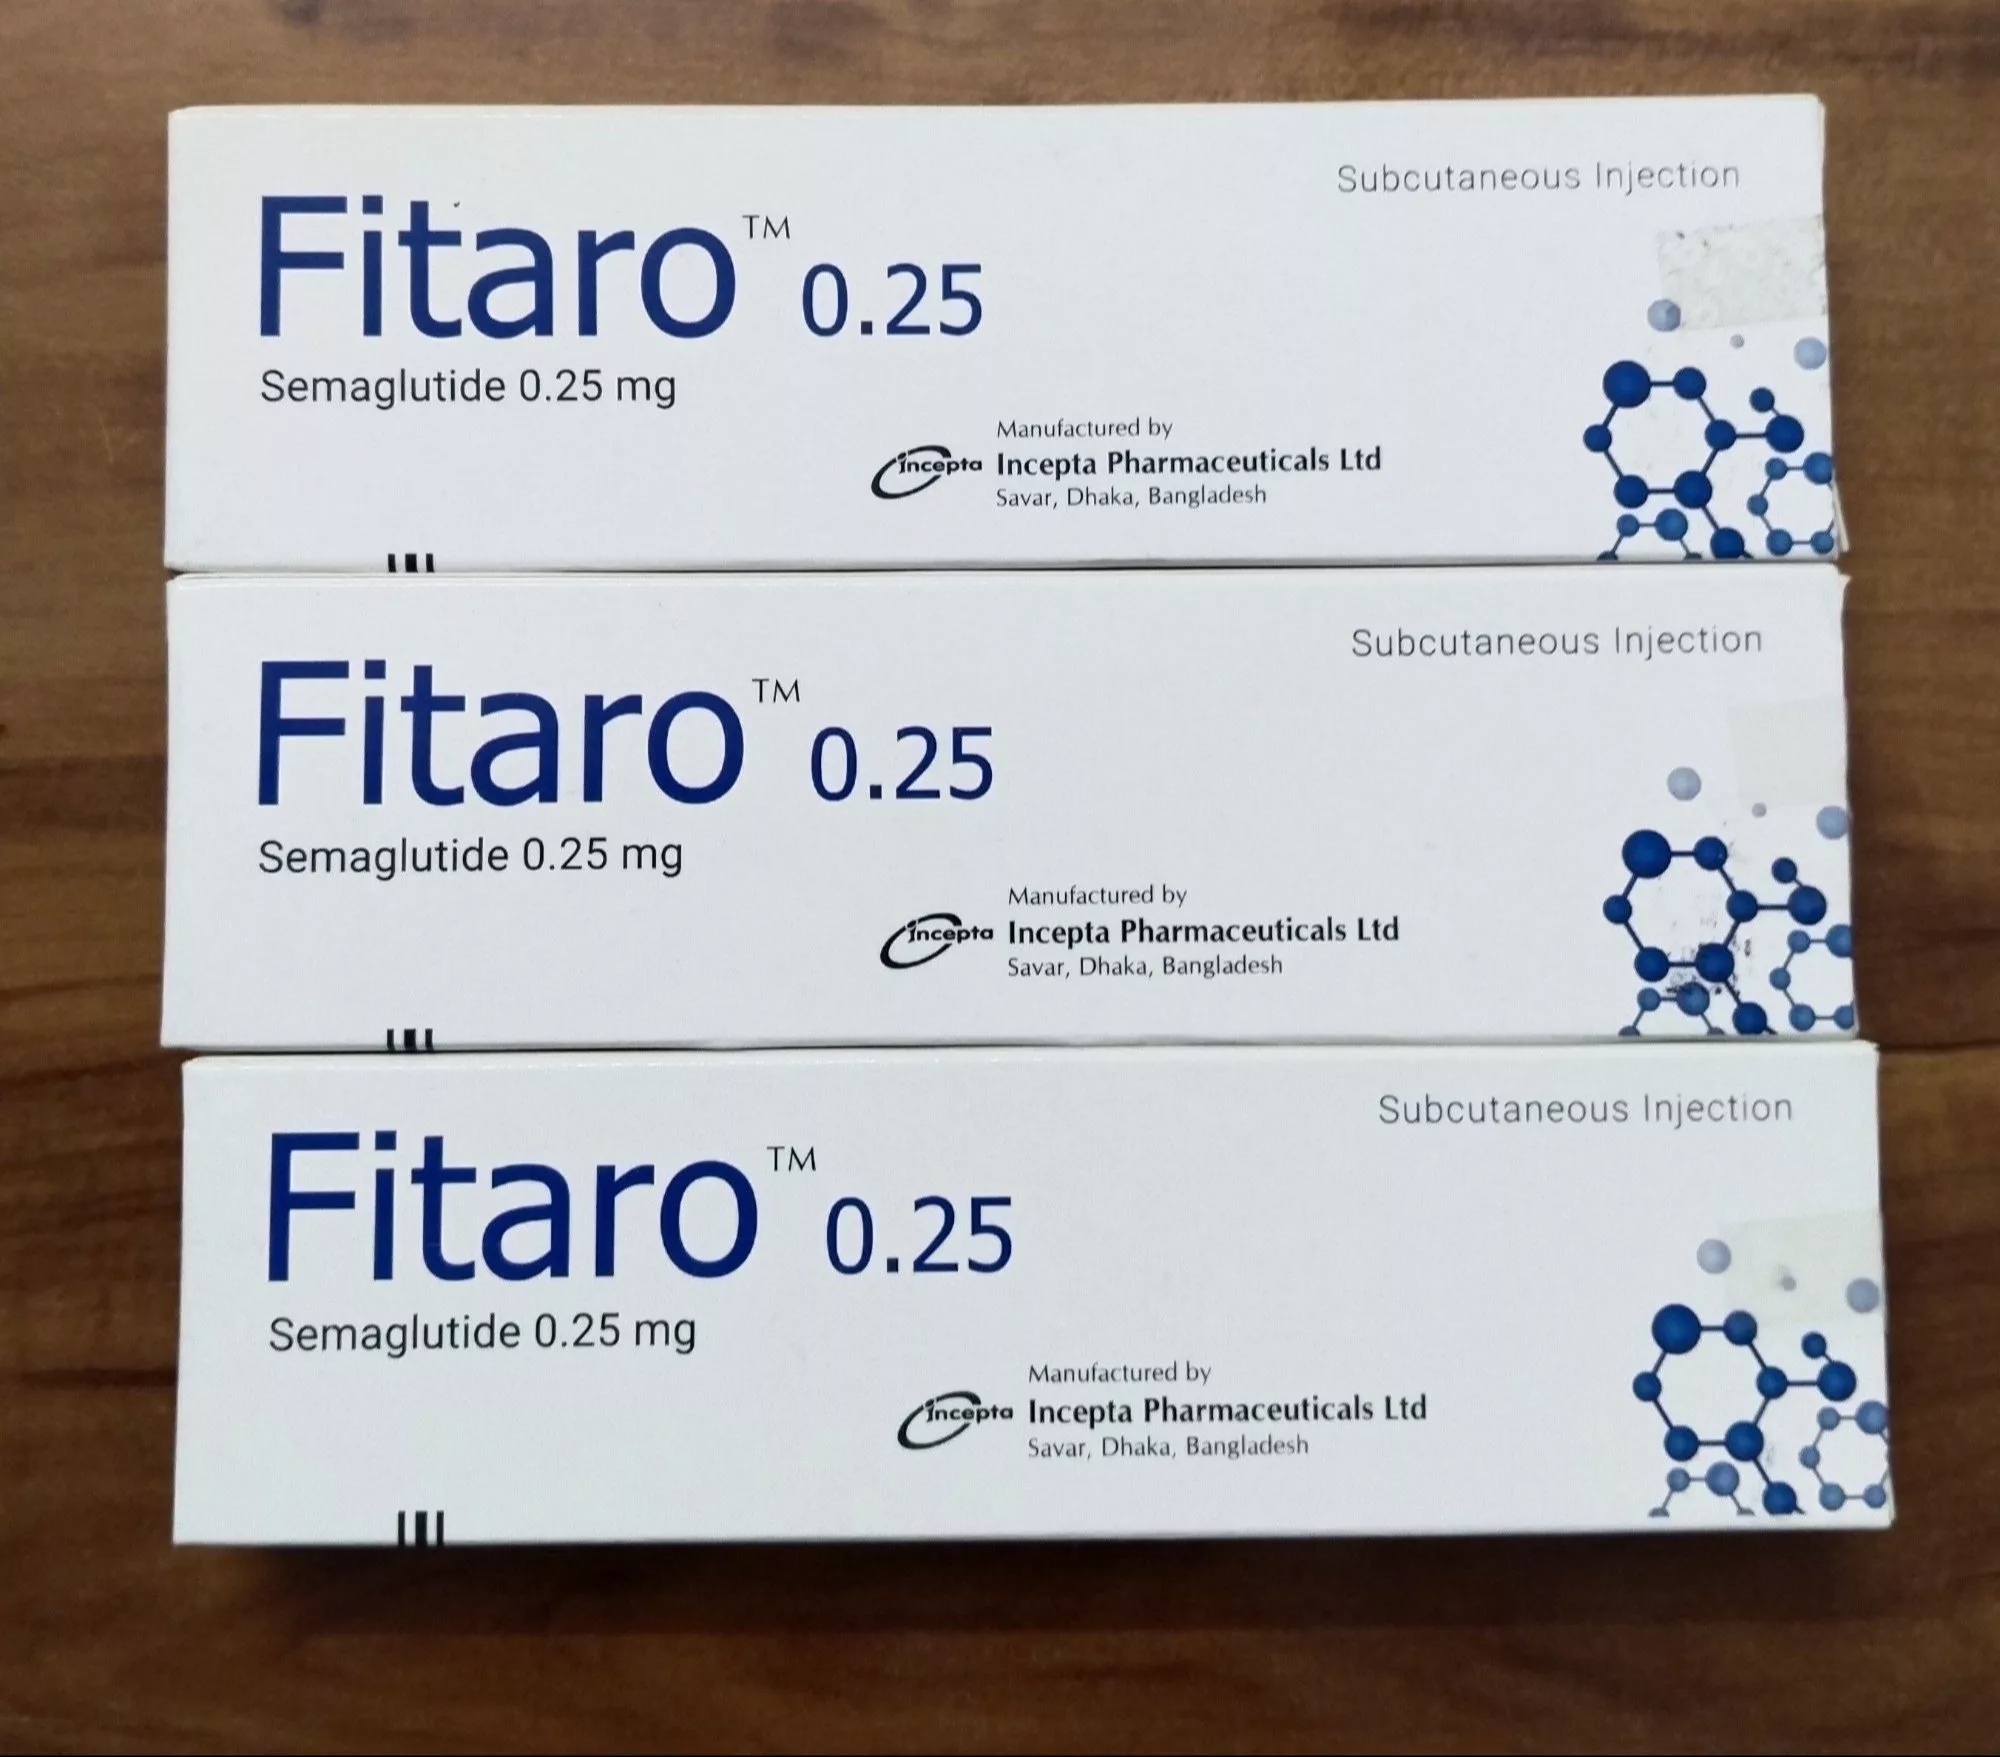 Subcutaneous Injection
Fitaro™ 0.25
Semaglutide 0.25 mg
Manufactured by
Incepta Incepta Pharmaceuticals Ltd
Savar, Dhaka, Bangladesh
Subcutaneous Injection
Fitaro™ 0.25
Semaglutide 0.25 mg
Manufactured by
Incepta Incepta Pharmaceuticals Ltd
Savar, Dhaka, Bangladesh
Subcutaneous Injection
Fitaro™ 0.25
Semaglutide 0.25 mg
Manufactured by
Incepta Incepta Pharmaceuticals Ltd
Savar, Dhaka, Bangladesh